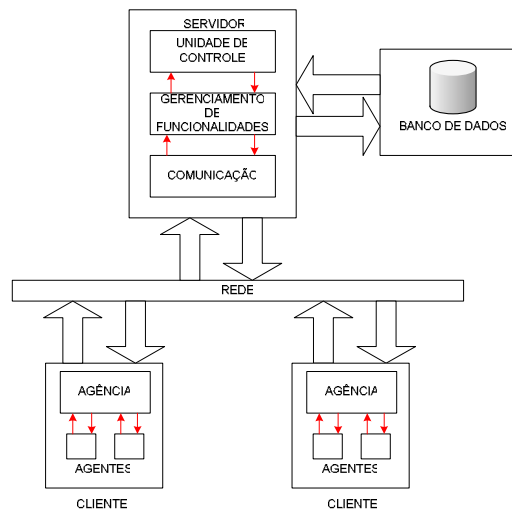 SERVIDOR
UNIDADE DE
CONTROLE
GERENCIAMENTO
DE
FUNCIONALIDADES
COMUNICAÇÃO
BANCO DE DADOS
REDE
AGÊNCIA
AGENTES
CLIENTE
AGÊNCIA
AGENTES
CLIENTE